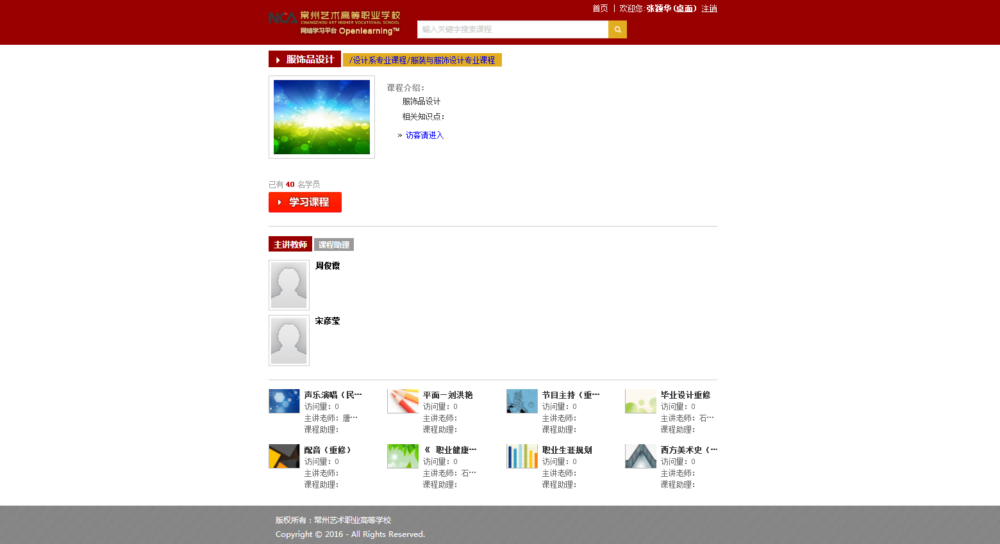 首页 | 欢迎您:张颖华(桌面) 注销
NCA 常州艺术高等职业学校
CHANGZHOU ART HIGHER VOCATIONAL SCHOOL
网络学习平台 Openlearning™
输入关键字搜索课程
服饰品设计 /设计系专业课程/服装与服饰设计专业课程
课程介绍：
服饰品设计
相关知识点：
» 访客请进入
已有 40 名学员
学习课程
主讲教师 课程助理
周俊霞
宋彦莹
声乐演唱（民…
访问量：0
主讲老师：唐…
课程助理：
平面－刘洪艳
访问量：0
主讲老师：
课程助理：
节目主持（重…
访问量：0
主讲老师：
课程助理：
毕业设计重修
访问量：0
主讲老师：石…
课程助理：
配音（重修）
访问量：0
主讲老师：
课程助理：
《 职业健康…
访问量：0
主讲老师：石…
课程助理：
职业生涯规划
访问量：0
主讲老师：
课程助理：
西方美术史（…
访问量：0
主讲老师：
课程助理：
版权所有：常州艺术职业高等学校
Copyright © 2016 - All Rights Reserved.